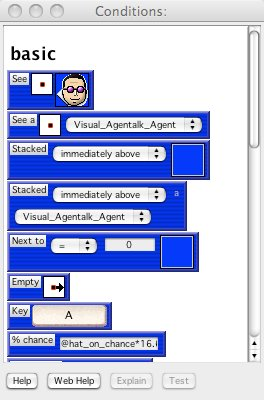 Conditions:
basic
See
See a Visual_Agentalk_Agent
Stacked immediately above
Stacked immediately above a
Visual_Agentalk_Agent
Next to = 0
Empty
Key A
% chance @hat_on_chance*16.
Help Web Help Explain Test